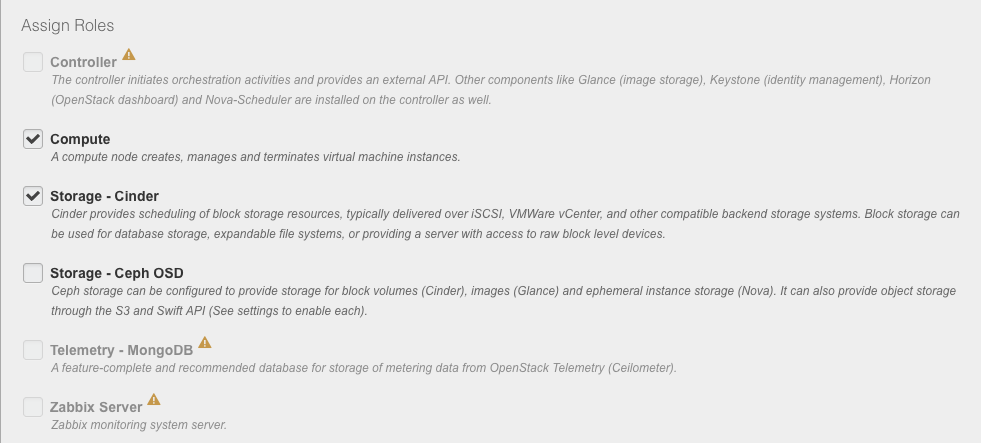 Assign Roles
Controller
The controller initiates orchestration activities and provides an external API. Other components like Glance (image storage), Keystone (identity management), Horizon
(OpenStack dashboard) and Nova-Scheduler are installed on the controller as well.
Compute
A compute node creates, manages and terminates virtual machine instances.
Storage - Cinder
Cinder provides scheduling of block storage resources, typically delivered over iSCSI, VMWare vCenter, and other compatible backend storage systems. Block storage can
be used for database storage, expandable file systems, or providing a server with access to raw block level devices.
Storage - Ceph OSD
Ceph storage can be configured to provide storage for block volumes (Cinder), images (Glance) and ephemeral instance storage (Nova). It can also provide object storage
through the S3 and Swift API (See settings to enable each).
Telemetry - MongoDB
A feature-complete and recommended database for storage of metering data from OpenStack Telemetry (Ceilometer).
Zabbix Server
Zabbix monitoring system server.